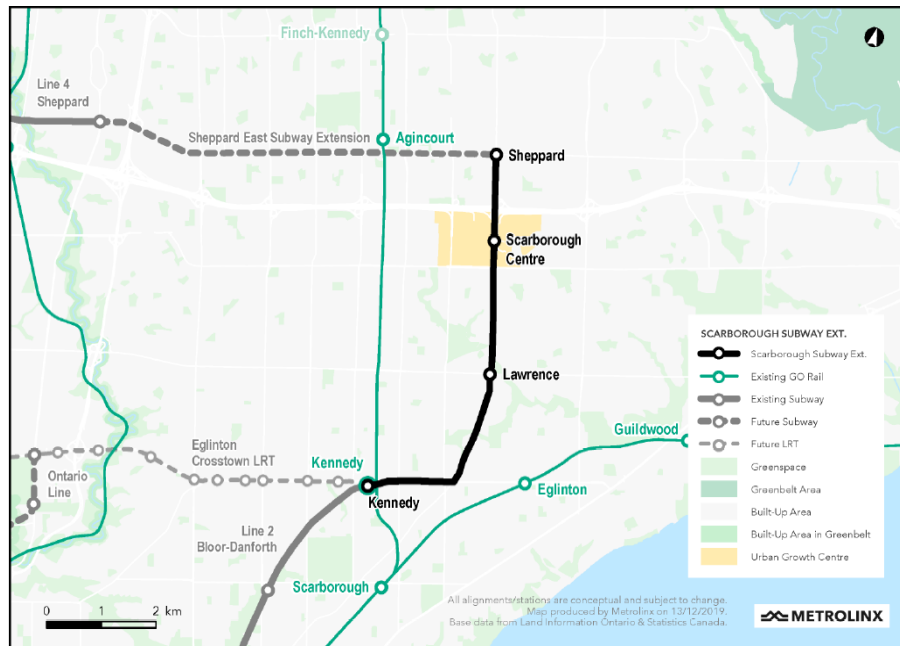 Finch-Kennedy
Line 4
Sheppard
Sheppard East Subway Extension
Agincourt
Sheppard
Scarborough
Centre
Lawrence
Guildwood
Eglinton
Crosstown LRT
Kennedy
Kennedy
Eglinton
Ontario
Line
Line 2
Bloor-Danforth
Scarborough
SCARBOROUGH SUBWAY EXT.
Scarborough Subway Ext.
Existing GO Rail
Existing Subway
Future Subway
Future LRT
Greenspace
Greenbelt Area
Built-Up Area
Built-Up Area in Greenbelt
Urban Growth Centre
0 1 2 km
All alignments/stations are conceptual and subject to change.
Map produced by Metrolinx on 13/12/2019.
Base data from Land Information Ontario & Statistics Canada.
METROLINX